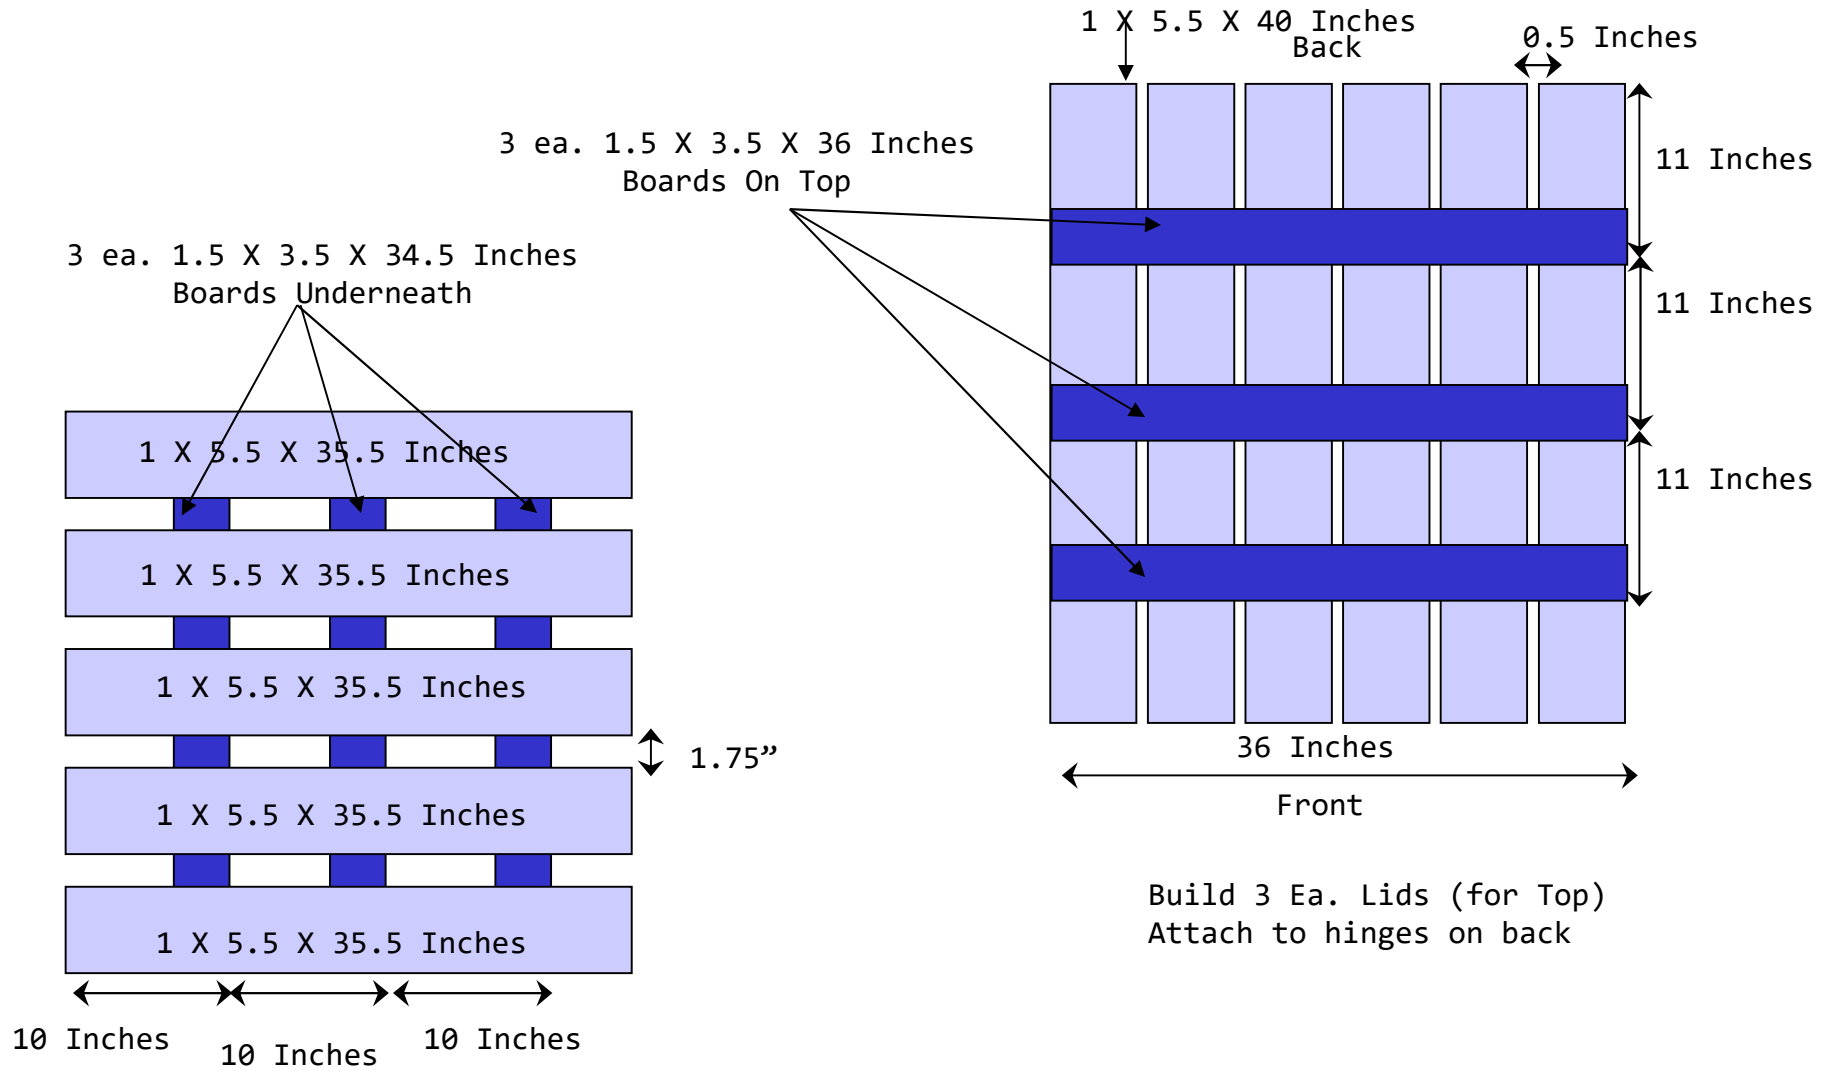 1 X 5.5 X 40 Inches
Back
0.5 Inches
3 ea. 1.5 X 3.5 X 36 Inches
Boards On Top
11 Inches
3 ea. 1.5 X 3.5 X 34.5 Inches
Boards Underneath
11 Inches
1 X 5.5 X 35.5 Inches
11 Inches
1 X 5.5 X 35.5 Inches
1 X 5.5 X 35.5 Inches
1.75”
36 Inches
Front
1 X 5.5 X 35.5 Inches
1 X 5.5 X 35.5 Inches
Build 3 Ea. Lids (for Top)
Attach to hinges on back
10 Inches
10 Inches
10 Inches